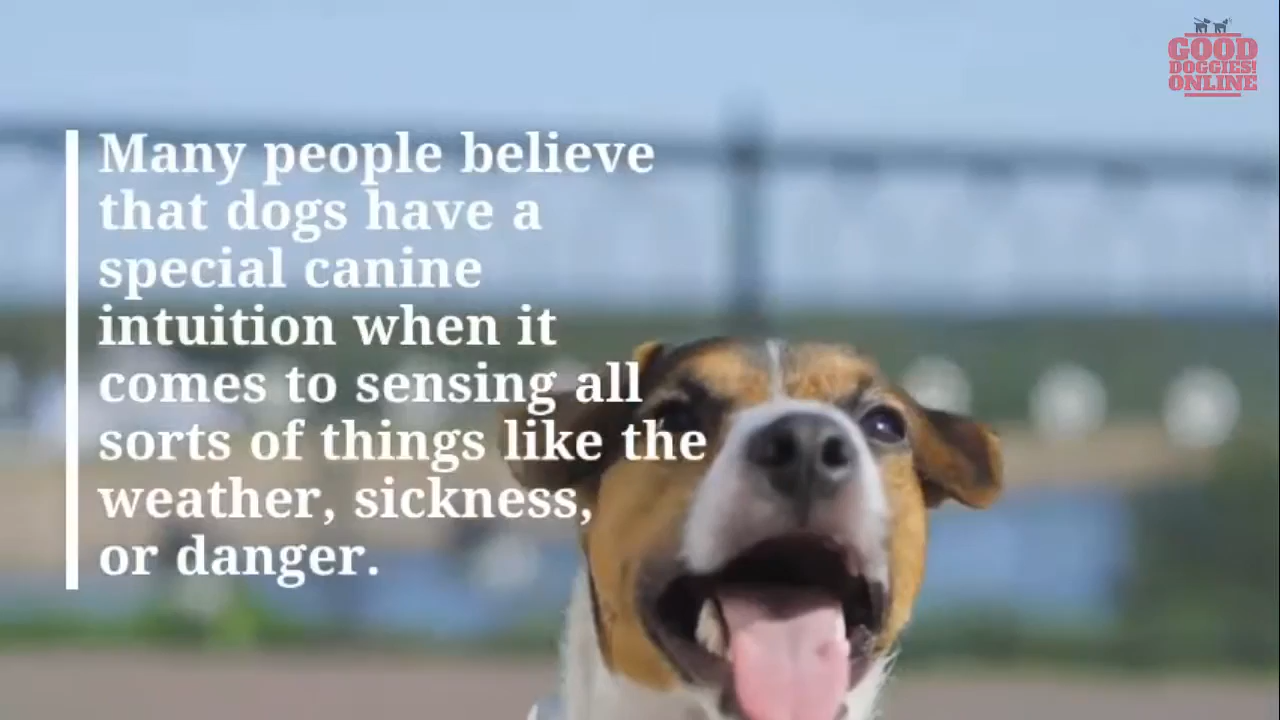 GOOD
DOGGIES!
ONLINE
Many people believe
that dogs have a
special canine
intuition when it
comes to sensing all
sorts of things like the
weather, sickness,
or danger.